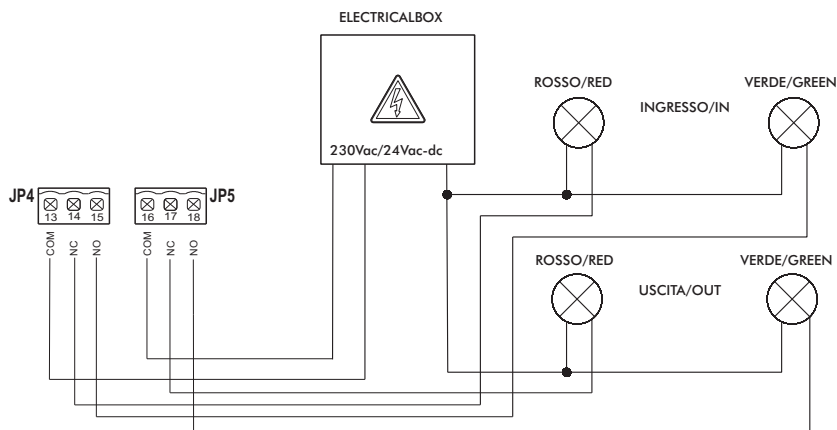 ELECTRICALBOX
ROSSO/RED
VERDE/GREEN
INGRESSO/IN
230Vac/24Vac-dc
JP4
JP5
13 14 15
16 17 18
COM NC NO
COM NC NO
ROSSO/RED
VERDE/GREEN
USCITA/OUT